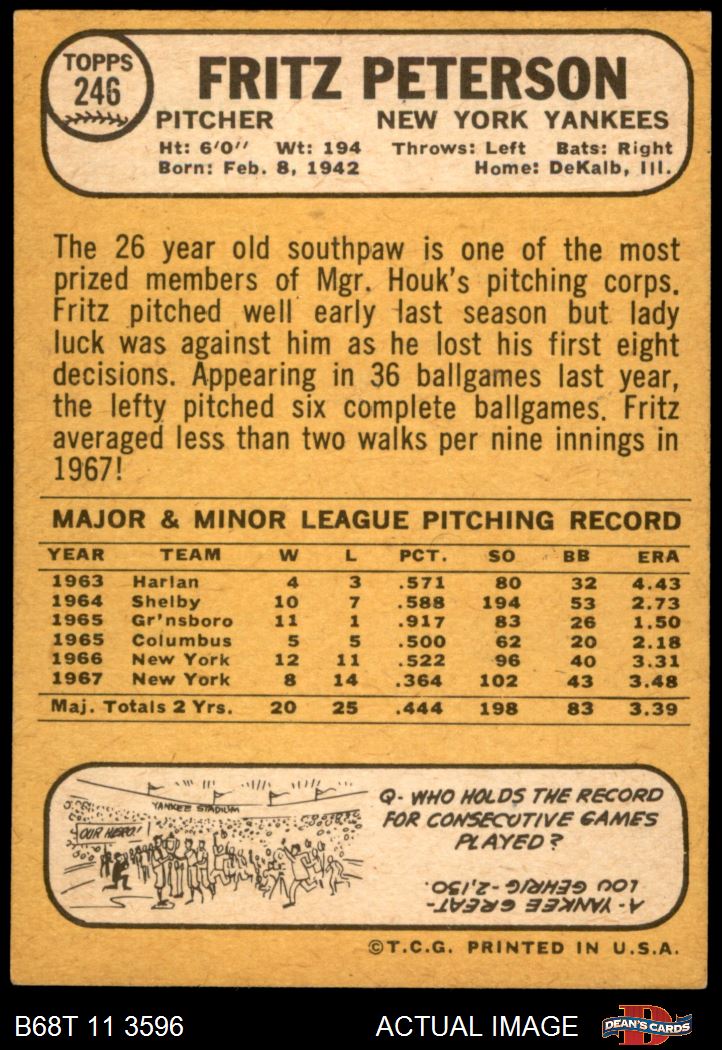 TOPPS
246
FRITZ PETERSON
PITCHER NEW YORK YANKEES
Ht: 6'0" Wt: 194 Throws: Left Bats: Right
Born: Feb. 8, 1942 Home: DeKalb, Ill.
The 26 year old southpaw is one of the most
prized members of Mgr. Houk's pitching corps.
Fritz pitched well early last season but lady
luck was against him as he lost his first eight
decisions. Appearing in 36 ballgames last year,
the lefty pitched six complete ballgames. Fritz
averaged less than two walks per nine innings in
1967!
MAJOR & MINOR LEAGUE PITCHING RECORD
YEAR TEAM W L PCT. SO BB ERA
1963 Harlan 4 3 .571 80 32 4.43
1964 Shelby 10 7 .588 194 53 2.73
1965 Gr'nsboro 11 1 .917 83 26 1.50
1965 Columbus 5 5 .500 62 20 2.18
1966 New York 12 11 .522 96 40 3.31
1967 New York 8 14 .364 102 43 3.48
Maj. Totals 2 Yrs. 20 25 .444 198 83 3.39
YANKEE STADIUM
OUR HERO!
Q- WHO HOLDS THE RECORD
FOR CONSECUTIVE GAMES
PLAYED?
A- YANKEE GREAT-
LOU GEHRIG-2,130.
©T.C.G. PRINTED IN U.S.A.
B68T 11 3596 ACTUAL IMAGE DEAN'S CARDS